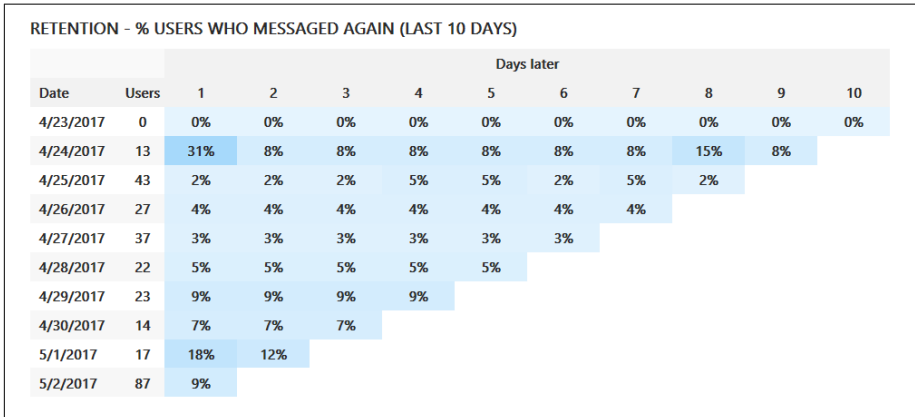 RETENTION - % USERS WHO MESSAGED AGAIN (LAST 10 DAYS)
Days later
Date Users 1 2 3 4 5 6 7 8 9 10
4/23/2017 0 0% 0% 0% 0% 0% 0% 0% 0% 0% 0%
4/24/2017 13 31% 8% 8% 8% 8% 8% 8% 15% 8%
4/25/2017 43 2% 2% 2% 5% 5% 2% 5% 2%
4/26/2017 27 4% 4% 4% 4% 4% 4% 4%
4/27/2017 37 3% 3% 3% 3% 3% 3%
4/28/2017 22 5% 5% 5% 5% 5%
4/29/2017 23 9% 9% 9% 9%
4/30/2017 14 7% 7% 7%
5/1/2017 17 18% 12%
5/2/2017 87 9%